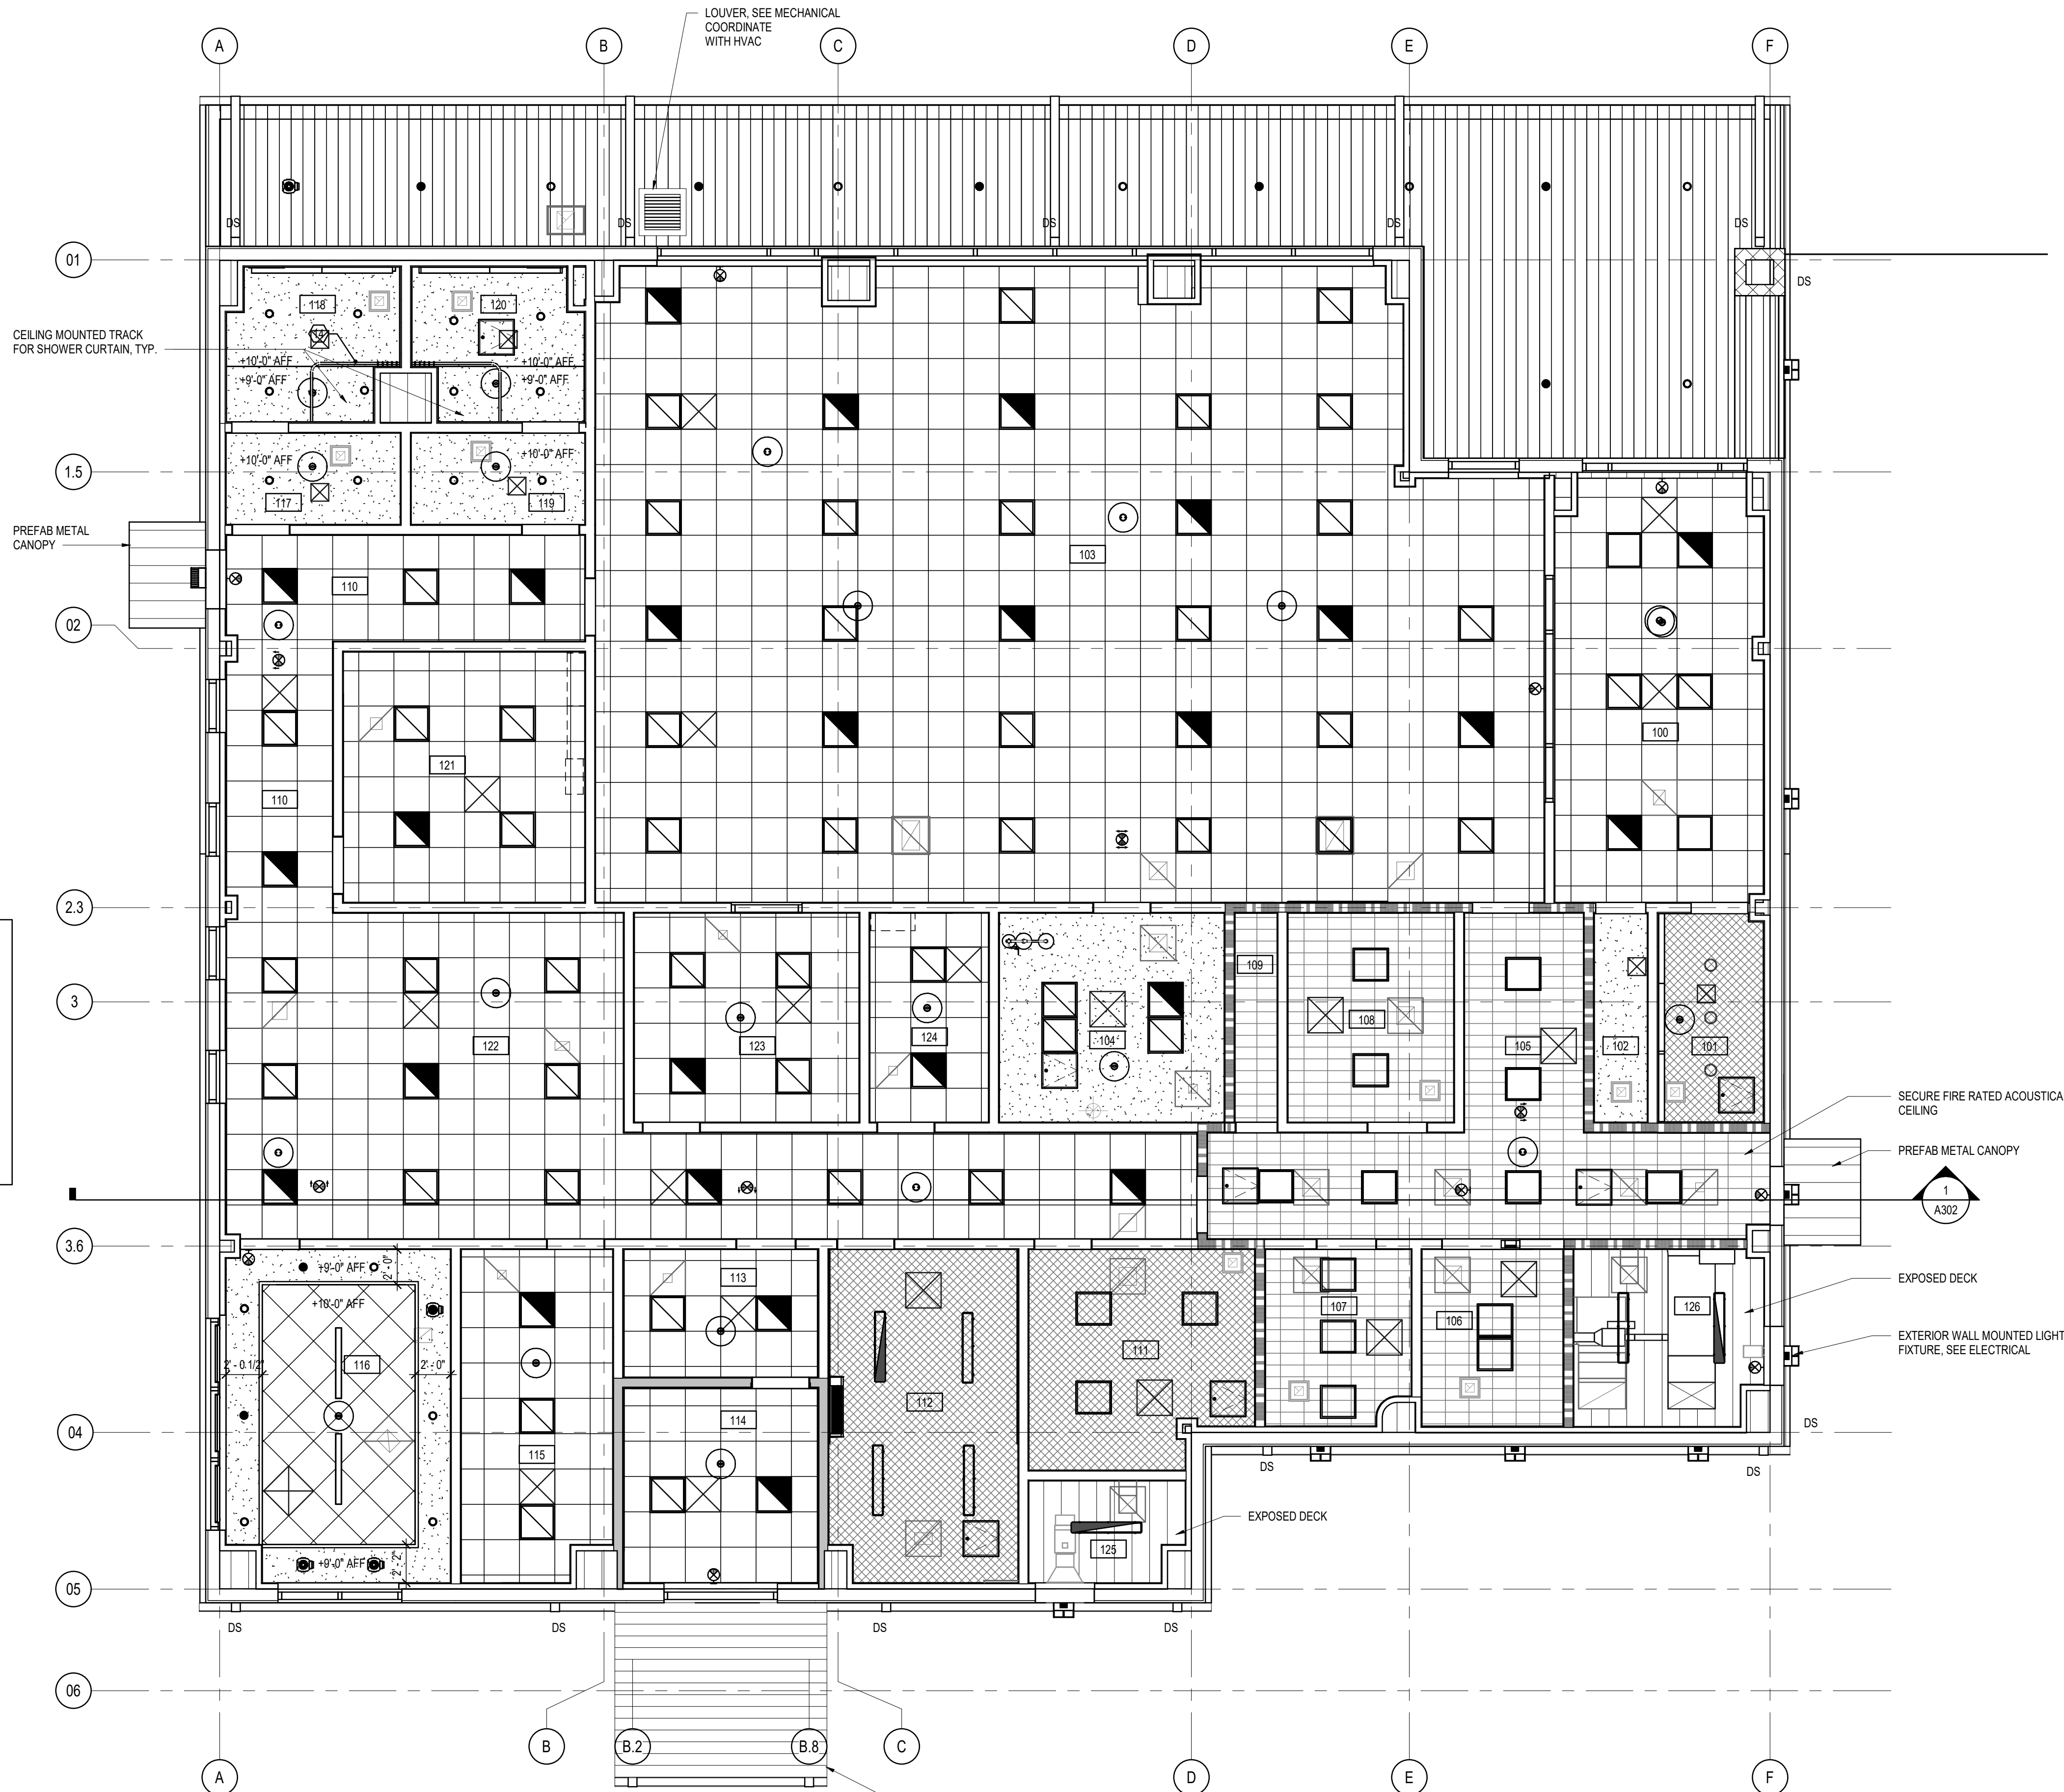 LOUVER, SEE MECHANICAL
COORDINATE
WITH HVAC
A
B
C
D
E
F
DS
DS
DS
DS
DS
01
DS
118
120
CEILING MOUNTED TRACK
FOR SHOWER CURTAIN, TYP.
+10'-0" AFF
+10'-0" AFF
+9'-0" AFF
+9'-0" AFF
+10'-0" AFF
+10'-0" AFF
1.5
117
119
PREFAB METAL
CANOPY
103
110
02
100
121
110
2.3
109
3
108
122
123
124
104
105
102
101
SECURE FIRE RATED ACOUSTICA
CEILING
PREFAB METAL CANOPY
1
A302
3.6
+9'-0" AFF
2' - 0"
113
EXPOSED DECK
+10'-0" AFF
107
106
126
EXTERIOR WALL MOUNTED LIGHT
FIXTURE, SEE ELECTRICAL
2' - 0 1/2"
116
2' - 0"
111
112
114
04
115
DS
DS
DS
EXPOSED DECK
125
+9'-0" AFF
2' - 2"
05
DS
DS
DS
DS
06
B
B.2
B.8
C
A
D
E
F